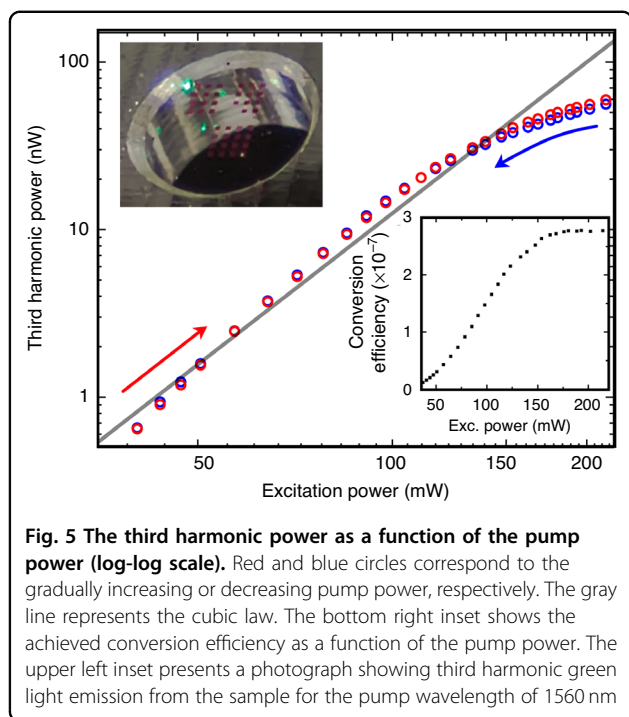 100
10
1
Third harmonic power (nW)
50
100
150
200
Excitation power (mW)
3
2
1
0
Conversion
efficiency (×10⁻⁷)
50
100
150
200
Exc. power (mW)
Fig. 5 The third harmonic power as a function of the pump
power (log-log scale). Red and blue circles correspond to the
gradually increasing or decreasing pump power, respectively. The gray
line represents the cubic law. The bottom right inset shows the
achieved conversion efficiency as a function of the pump power. The
upper left inset presents a photograph showing third harmonic green
light emission from the sample for the pump wavelength of 1560 nm